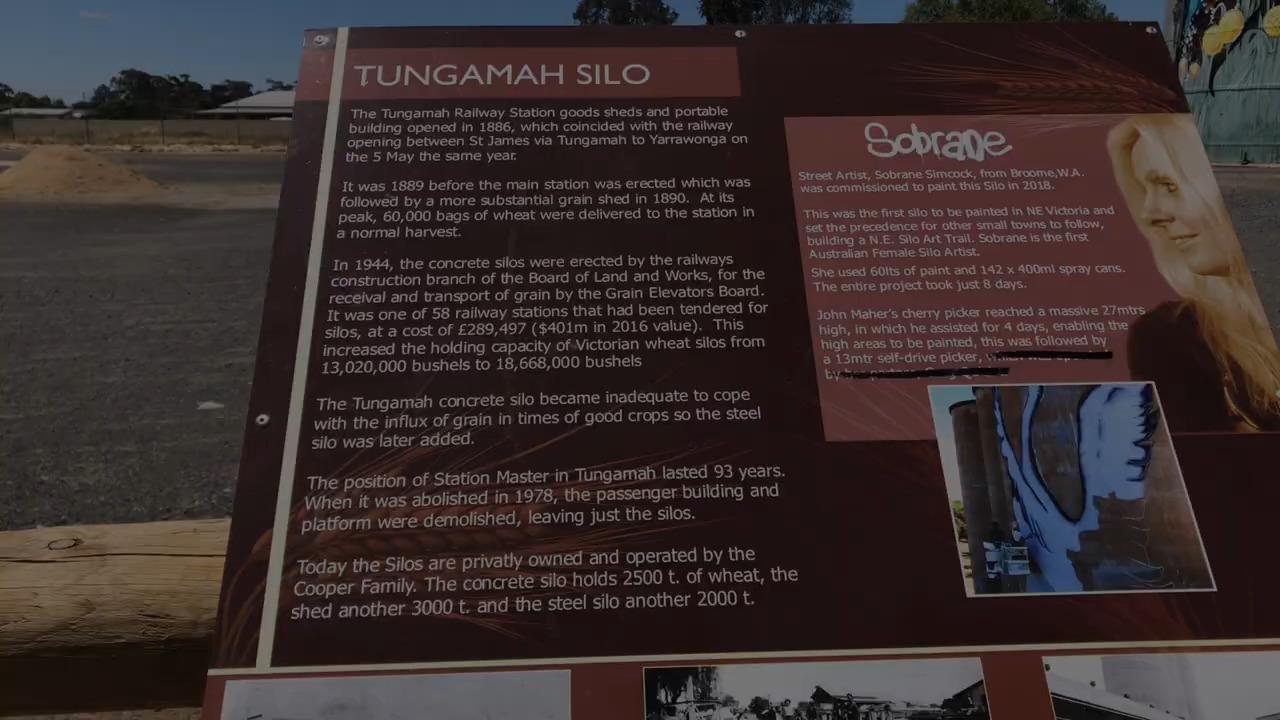 TUNGAMAH SILO
The Tungamah Railway Station goods sheds and portable
building opened in 1886, which coincided with the railway
opening between St James via Tungamah to Yarrawonga on
the 5 May the same year.
It was 1889 before the main station was erected which was
followed by a more substantial grain shed in 1890. At its
peak, 60,000 bags of wheat were delivered to the station in
a normal harvest.
In 1944, the concrete silos were erected by the railways
construction branch of the Board of Land and Works, for the
receival and transport of grain by the Grain Elevators Board.
It was one of 58 railway stations that had been tendered for
silos, at a cost of £289,497 ($401m in 2016 value). This
increased the holding capacity of Victorian wheat silos from
13,020,000 bushels to 18,668,000 bushels
The Tungamah concrete silo became inadequate to cope
with the influx of grain in times of good crops so the steel
silo was later added.
The position of Station Master in Tungamah lasted 93 years.
When it was abolished in 1978, the passenger building and
platform were demolished, leaving just the silos.
Today the Silos are privatly owned and operated by the
Cooper Family. The concrete silo holds 2500 t. of wheat, the
shed another 3000 t. and the steel silo another 2000 t.
Sobrane
Street Artist, Sobrane Simcock, from Broome,W.A.
was commissioned to paint this Silo in 2018.
This was the first silo to be painted in NE Victoria and
set the precedence for other small towns to follow,
building a N.E. Silo Art Trail. Sobrane is the first
Australian Female Silo Artist.
She used 60lts of paint and 142 x 400ml spray cans.
The entire project took just 8 days.
John Maher's cherry picker reached a massive 27mtrs
high, in which he assisted for 4 days, enabling the
high areas to be painted, this was followed by
a 13mtr self-drive picker,
by